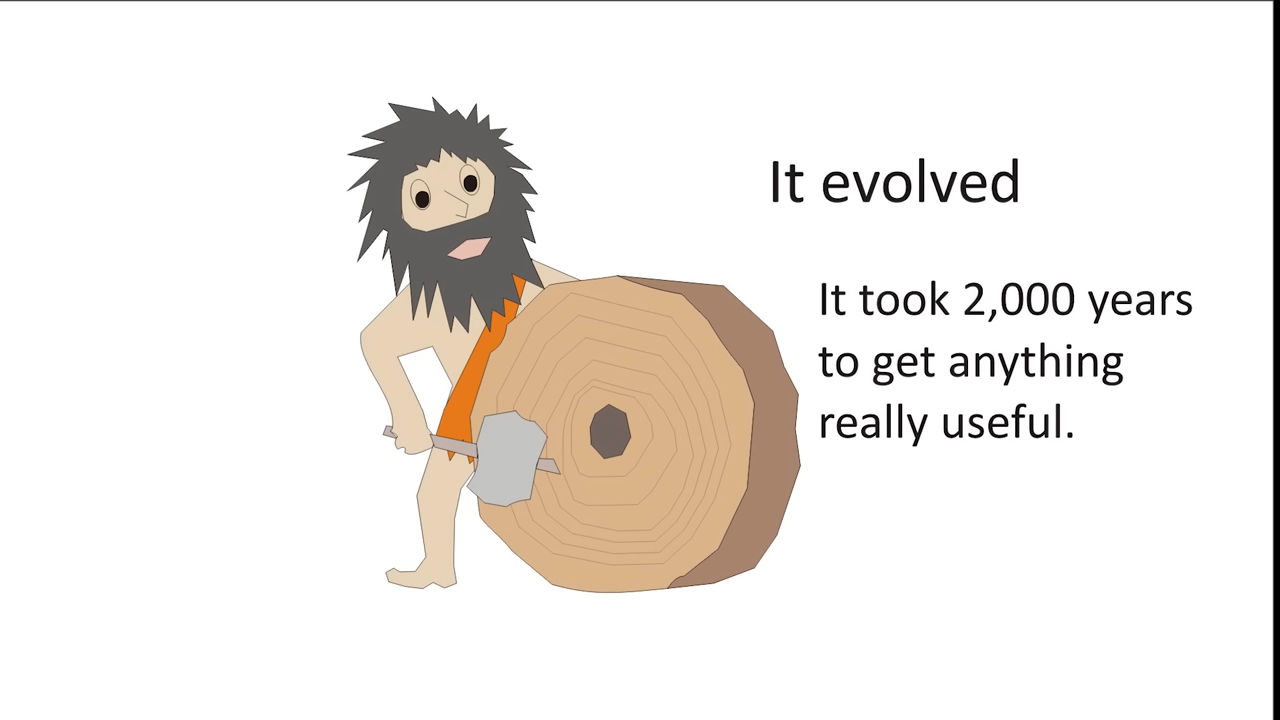 It evolved
It took 2,000 years
to get anything
really useful.